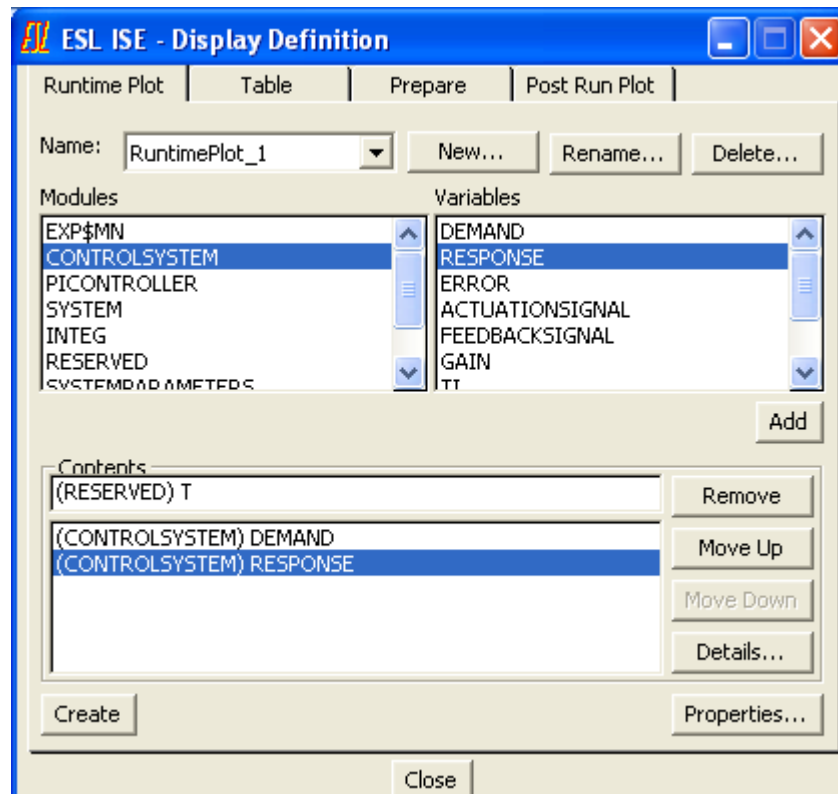 ESL ISE - Display Definition
Runtime Plot Table Prepare Post Run Plot
Name: RuntimePlot_1 New... Rename... Delete...
Modules Variables
EXP$MN DEMAND
CONTROLSYSTEM RESPONSE
PICONTROLLER ERROR
SYSTEM ACTUATIONSIGNAL
INTEG FEEDBACKSIGNAL
RESERVED GAIN
SYSTEMPARAMETERS TI
Add
Contents
(RESERVED) T Remove
(CONTROLSYSTEM) DEMAND Move Up
(CONTROLSYSTEM) RESPONSE
Move Down
Details...
Create Properties...
Close